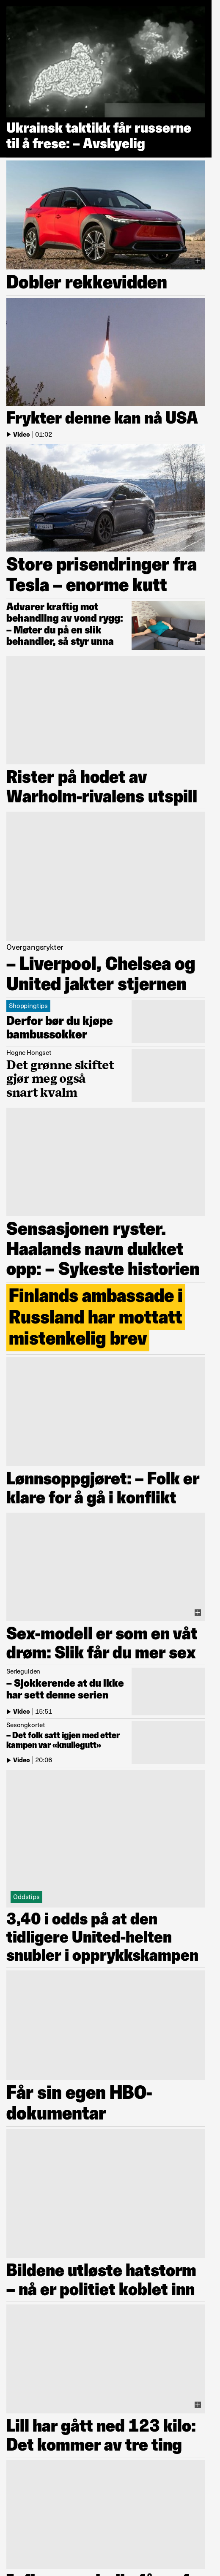 Ukrainsk taktikk får russerne
til å frese: – Avskyelig
Dobler rekkevidden
Frykter denne kan nå USA
Video | 01:02
Store prisendringer fra
Tesla – enorme kutt
Advarer kraftig mot
behandling av vond rygg:
– Møter du på en slik
behandler, så styr unna
Rister på hodet av
Warholm-rivalens utspill
Overgangsrykter
– Liverpool, Chelsea og
United jakter stjernen
Shoppingtips
Derfor bør du kjøpe
bambussokker
Hogne Hongset
Det grønne skiftet
gjør meg også
snart kvalm
Sensasjonen ryster.
Haalands navn dukket
opp: – Sykeste historien
Finlands ambassade i
Russland har mottatt
mistenkelig brev
Lønnsoppgjøret: – Folk er
klare for å gå i konflikt
Sex-modell er som en våt
drøm: Slik får du mer sex
Serieguiden
– Sjokkerende at du ikke
har sett denne serien
Video | 15:51
Sesongkortet
– Det folk satt igjen med etter
kampen var «knullegutt»
Video | 20:06
Oddstips
3,40 i odds på at den
tidligere United-helten
snubler i opprykkskampen
Får sin egen HBO-
dokumentar
Bildene utløste hatstorm
– nå er politiet koblet inn
Lill har gått ned 123 kilo:
Det kommer av tre ting